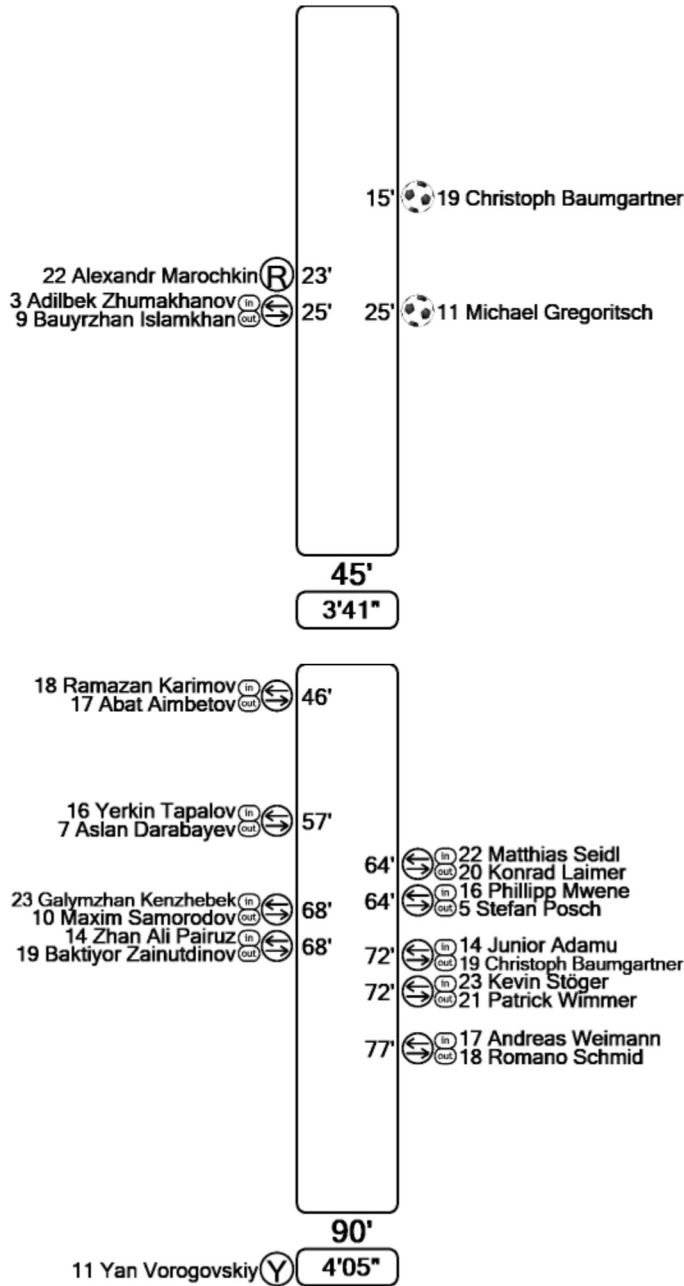 15' 19 Christoph Baumgartner
22 Alexandr Marochkin R 23'
3 Adilbek Zhumakhanov in
9 Bauyrzhan Islamkhan out 25'
25' 11 Michael Gregoritsch
45'
3'41"
18 Ramazan Karimov in
17 Abat Aimbetov out 46'
16 Yerkin Tapalov in
7 Aslan Darabayev out 57'
64' in 22 Matthias Seidl
out 20 Konrad Laimer
64' in 16 Phillipp Mwene
out 5 Stefan Posch
23 Galymzhan Kenzhebek in
10 Maxim Samorodov out 68'
14 Zhan Ali Pairuz in
19 Baktiyor Zainutdinov out 68'
72' in 14 Junior Adamu
out 19 Christoph Baumgartner
72' in 23 Kevin Stöger
out 21 Patrick Wimmer
77' in 17 Andreas Weimann
out 18 Romano Schmid
90'
11 Yan Vorogovskiy Y 4'05"